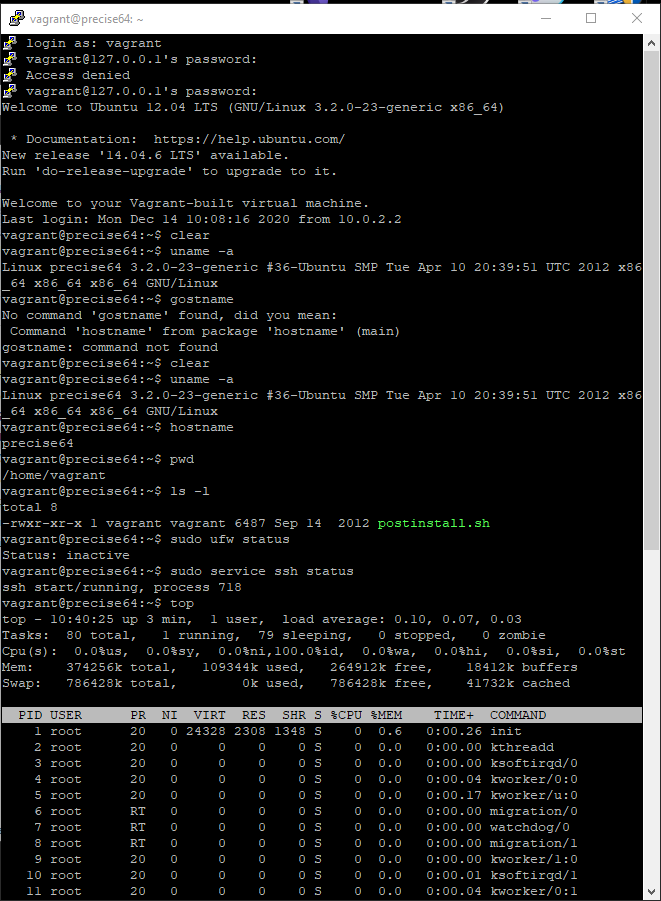 vagrant@precise64: ~
login as: vagrant
vagrant@127.0.0.1's password:
Access denied
vagrant@127.0.0.1's password:
Welcome to Ubuntu 12.04 LTS (GNU/Linux 3.2.0-23-generic x86_64)
 * Documentation:  https://help.ubuntu.com/
New release '14.04.6 LTS' available.
Run 'do-release-upgrade' to upgrade to it.
Welcome to your Vagrant-built virtual machine.
Last login: Mon Dec 14 10:08:16 2020 from 10.0.2.2
vagrant@precise64:~$ clear
vagrant@precise64:~$ uname -a
Linux precise64 3.2.0-23-generic #36-Ubuntu SMP Tue Apr 10 20:39:51 UTC 2012 x86
_64 x86_64 x86_64 GNU/Linux
vagrant@precise64:~$ gostname
No command 'gostname' found, did you mean:
 Command 'hostname' from package 'hostname' (main)
gostname: command not found
vagrant@precise64:~$ clear
vagrant@precise64:~$ uname -a
Linux precise64 3.2.0-23-generic #36-Ubuntu SMP Tue Apr 10 20:39:51 UTC 2012 x86
_64 x86_64 x86_64 GNU/Linux
vagrant@precise64:~$ hostname
precise64
vagrant@precise64:~$ pwd
/home/vagrant
vagrant@precise64:~$ ls -l
total 8
-rwxr-xr-x 1 vagrant vagrant 6487 Sep 14  2012 postinstall.sh
vagrant@precise64:~$ sudo ufw status
Status: inactive
vagrant@precise64:~$ sudo service ssh status
ssh start/running, process 718
vagrant@precise64:~$ top
top - 10:40:25 up 3 min,  1 user,  load average: 0.10, 0.07, 0.03
Tasks:  80 total,   1 running,  79 sleeping,   0 stopped,   0 zombie
Cpu(s):  0.0%us,  0.0%sy,  0.0%ni,100.0%id,  0.0%wa,  0.0%hi,  0.0%si,  0.0%st
Mem:    374256k total,   109344k used,   264912k free,    18412k buffers
Swap:   786428k total,        0k used,   786428k free,    41732k cached
  PID USER      PR  NI  VIRT  RES  SHR S %CPU %MEM    TIME+  COMMAND
    1 root      20   0 24328 2308 1348 S    0  0.6   0:00.26 init
    2 root      20   0     0    0    0 S    0  0.0   0:00.00 kthreadd
    3 root      20   0     0    0    0 S    0  0.0   0:00.00 ksoftirqd/0
    4 root      20   0     0    0    0 S    0  0.0   0:00.04 kworker/0:0
    5 root      20   0     0    0    0 S    0  0.0   0:00.17 kworker/u:0
    6 root      RT   0     0    0    0 S    0  0.0   0:00.00 migration/0
    7 root      RT   0     0    0    0 S    0  0.0   0:00.00 watchdog/0
    8 root      RT   0     0    0    0 S    0  0.0   0:00.00 migration/1
    9 root      20   0     0    0    0 S    0  0.0   0:00.00 kworker/1:0
   10 root      20   0     0    0    0 S    0  0.0   0:00.01 ksoftirqd/1
   11 root      20   0     0    0    0 S    0  0.0   0:00.04 kworker/0:1